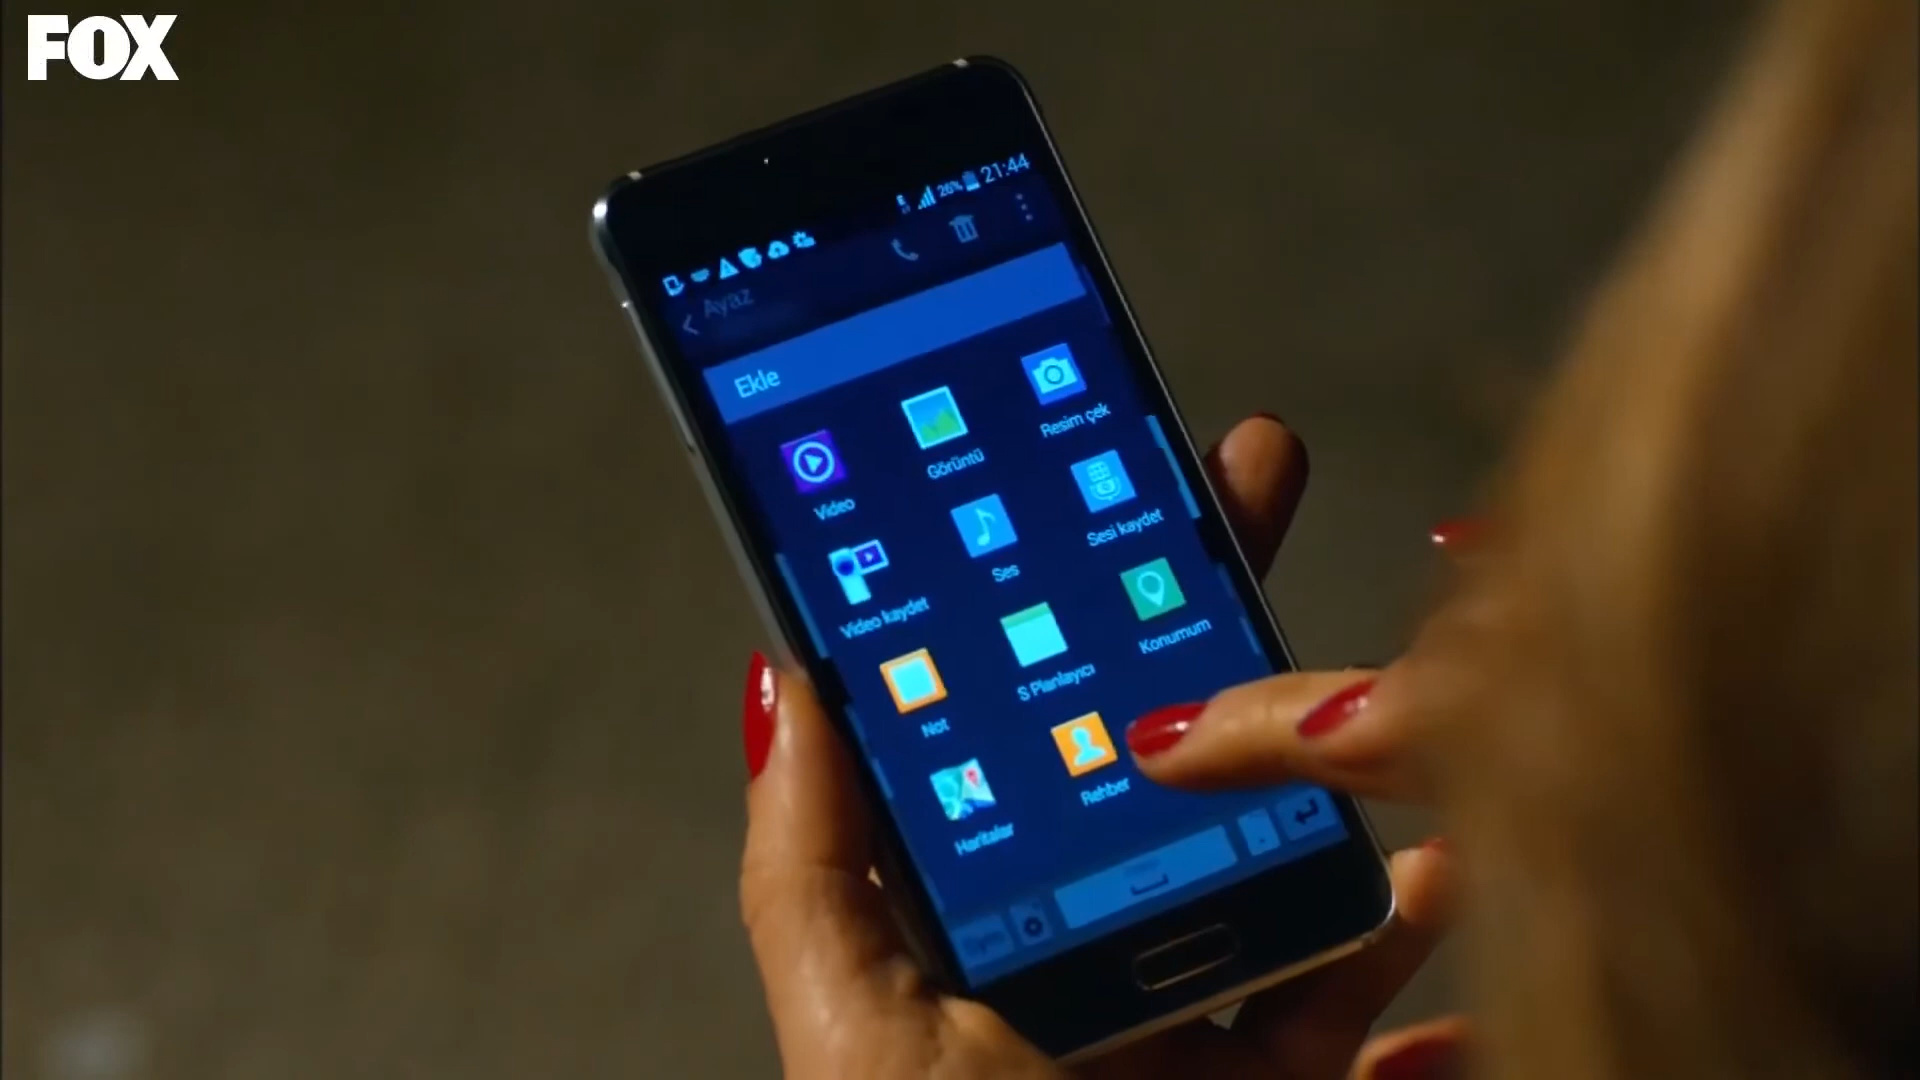 FOX
26% 21:44
Ayaz
Ekle
Video
Görüntü
Resim çek
Video kaydet
Ses
Sesi kaydet
Not
S Planlayıcı
Konumum
Haritalar
Rehber